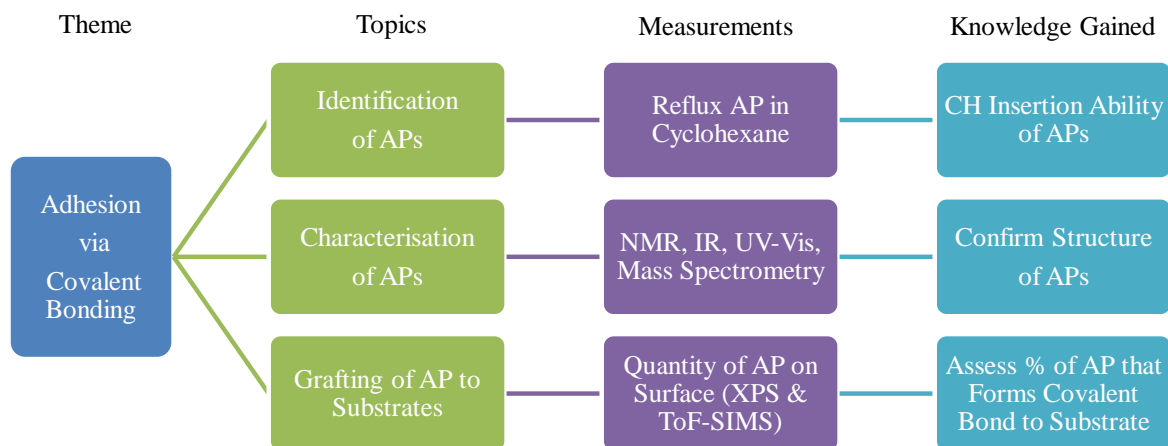 Theme
Topics
Measurements
Knowledge Gained
Adhesion
via
Covalent
Bonding
Identification
of APs
Reflux AP in
Cyclohexane
CH Insertion Ability
of APs
Characterisation
of APs
NMR, IR, UV-Vis,
Mass Spectrometry
Confirm Structure
of APs
Grafting of AP to
Substrates
Quantity of AP on
Surface (XPS &
ToF-SIMS)
Assess % of AP that
Forms Covalent
Bond to Substrate